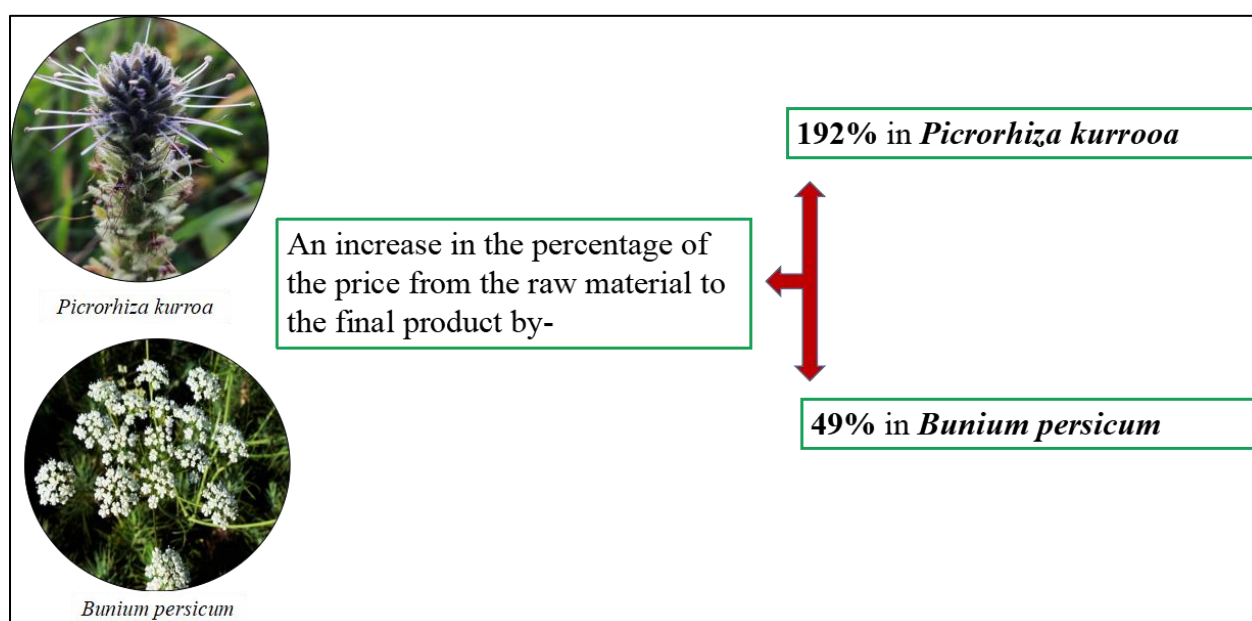 Picrorhiza kurroa
Bunium persicum
An increase in the percentage of
the price from the raw material to
the final product by-
192% in Picrorhiza kurrooa
49% in Bunium persicum